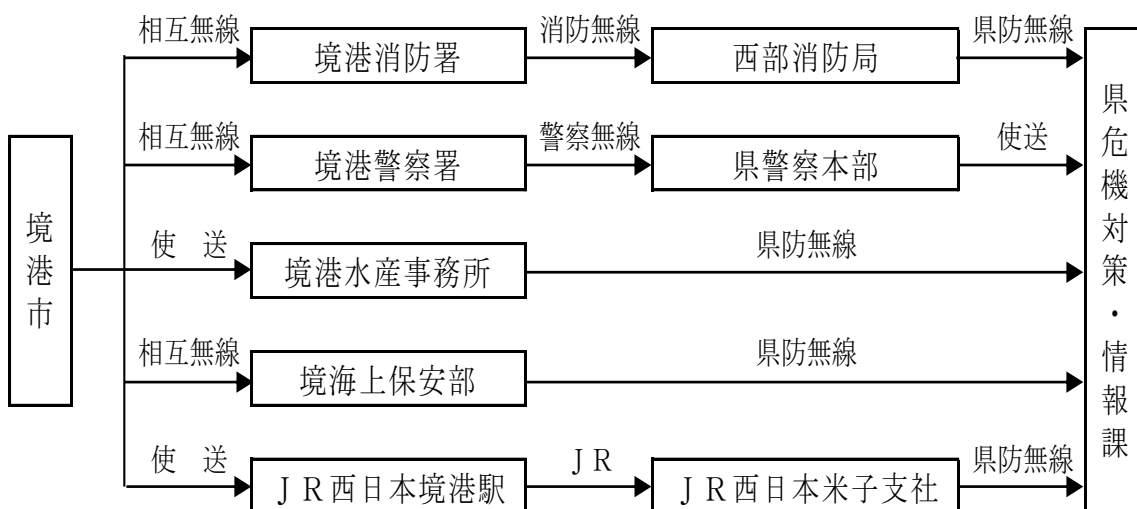 相互無線
境港消防署
消防無線
西部消防局
県防無線
相互無線
境港警察署
警察無線
県警察本部
使送
境港市
使 送
境港水産事務所
県防無線
相互無線
境海上保安部
県防無線
使 送
JR西日本境港駅
JR
JR西日本米子支社
県防無線
県危機対策・情報課